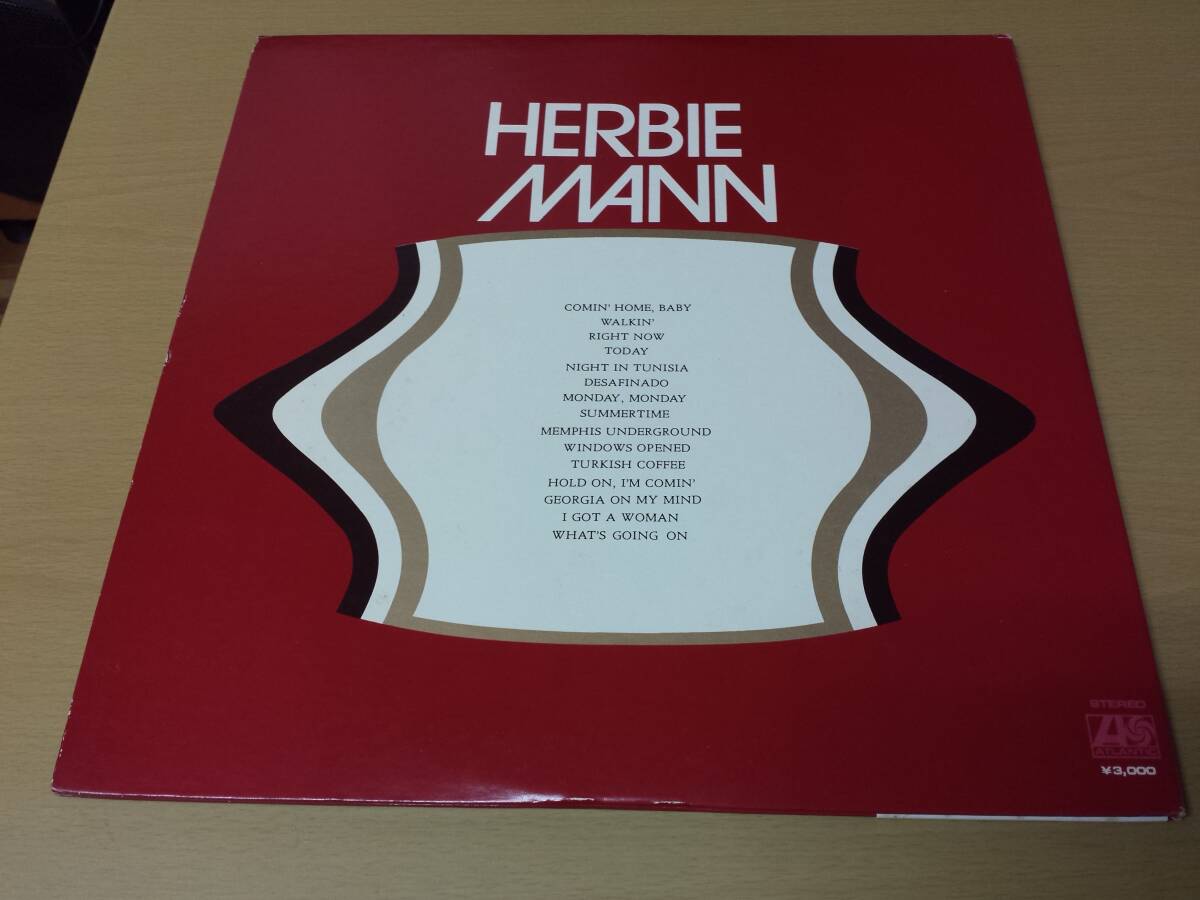 HERBIE
MANN
COMIN' HOME, BABY
WALKIN'
RIGHT NOW
TODAY
NIGHT IN TUNISIA
DESAFINADO
MONDAY, MONDAY
SUMMERTIME
MEMPHIS UNDERGROUND
WINDOWS OPENED
TURKISH COFFEE
HOLD ON, I'M COMIN'
GEORGIA ON MY MIND
I GOT A WOMAN
WHAT'S GOING ON
STEREO
ATLANTIC
¥3,000